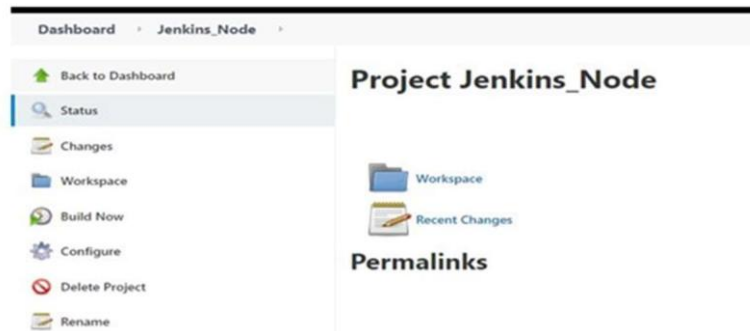 Dashboard Jenkins_Node
Back to Dashboard
Status
Changes
Workspace
Build Now
Configure
Delete Project
Rename
Project Jenkins_Node
Workspace
Recent Changes
Permalinks